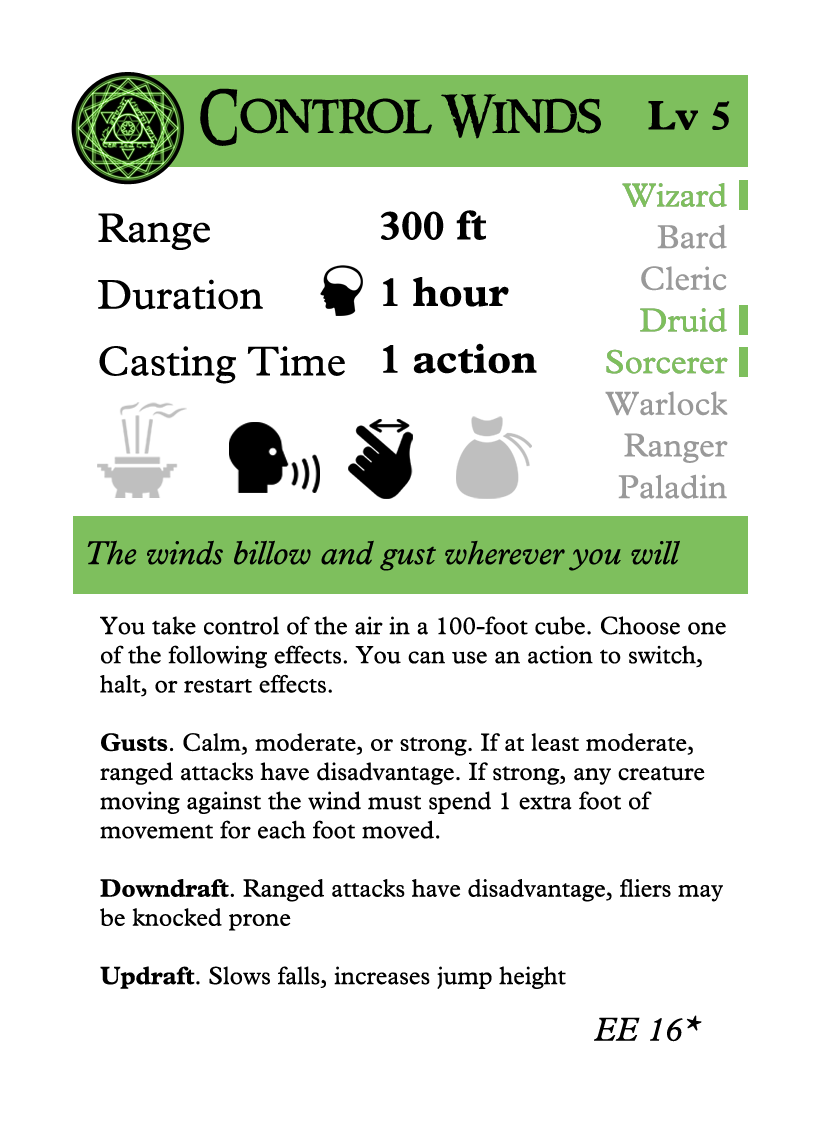 CONTROL WINDS Lv 5
Range 300 ft
Duration 1 hour
Casting Time 1 action
Wizard
Bard
Cleric
Druid
Sorcerer
Warlock
Ranger
Paladin
The winds billow and gust wherever you will
You take control of the air in a 100-foot cube. Choose one
of the following effects. You can use an action to switch,
halt, or restart effects.
Gusts. Calm, moderate, or strong. If at least moderate,
ranged attacks have disadvantage. If strong, any creature
moving against the wind must spend 1 extra foot of
movement for each foot moved.
Downdraft. Ranged attacks have disadvantage, fliers may
be knocked prone
Updraft. Slows falls, increases jump height
EE 16*